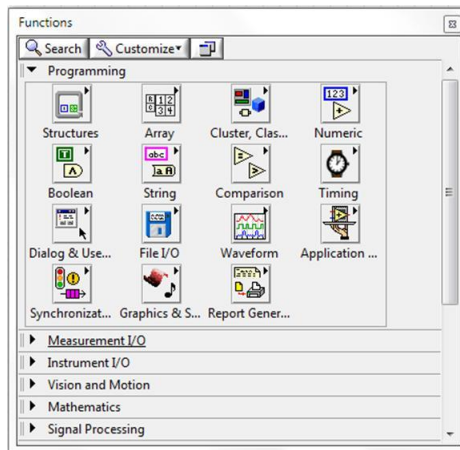 Functions
Search Customize
Programming
Structures Array Cluster, Clas... Numeric
Boolean String Comparison Timing
Dialog & Use... File I/O Waveform Application ...
Synchronizat... Graphics & S... Report Gener...
Measurement I/O
Instrument I/O
Vision and Motion
Mathematics
Signal Processing